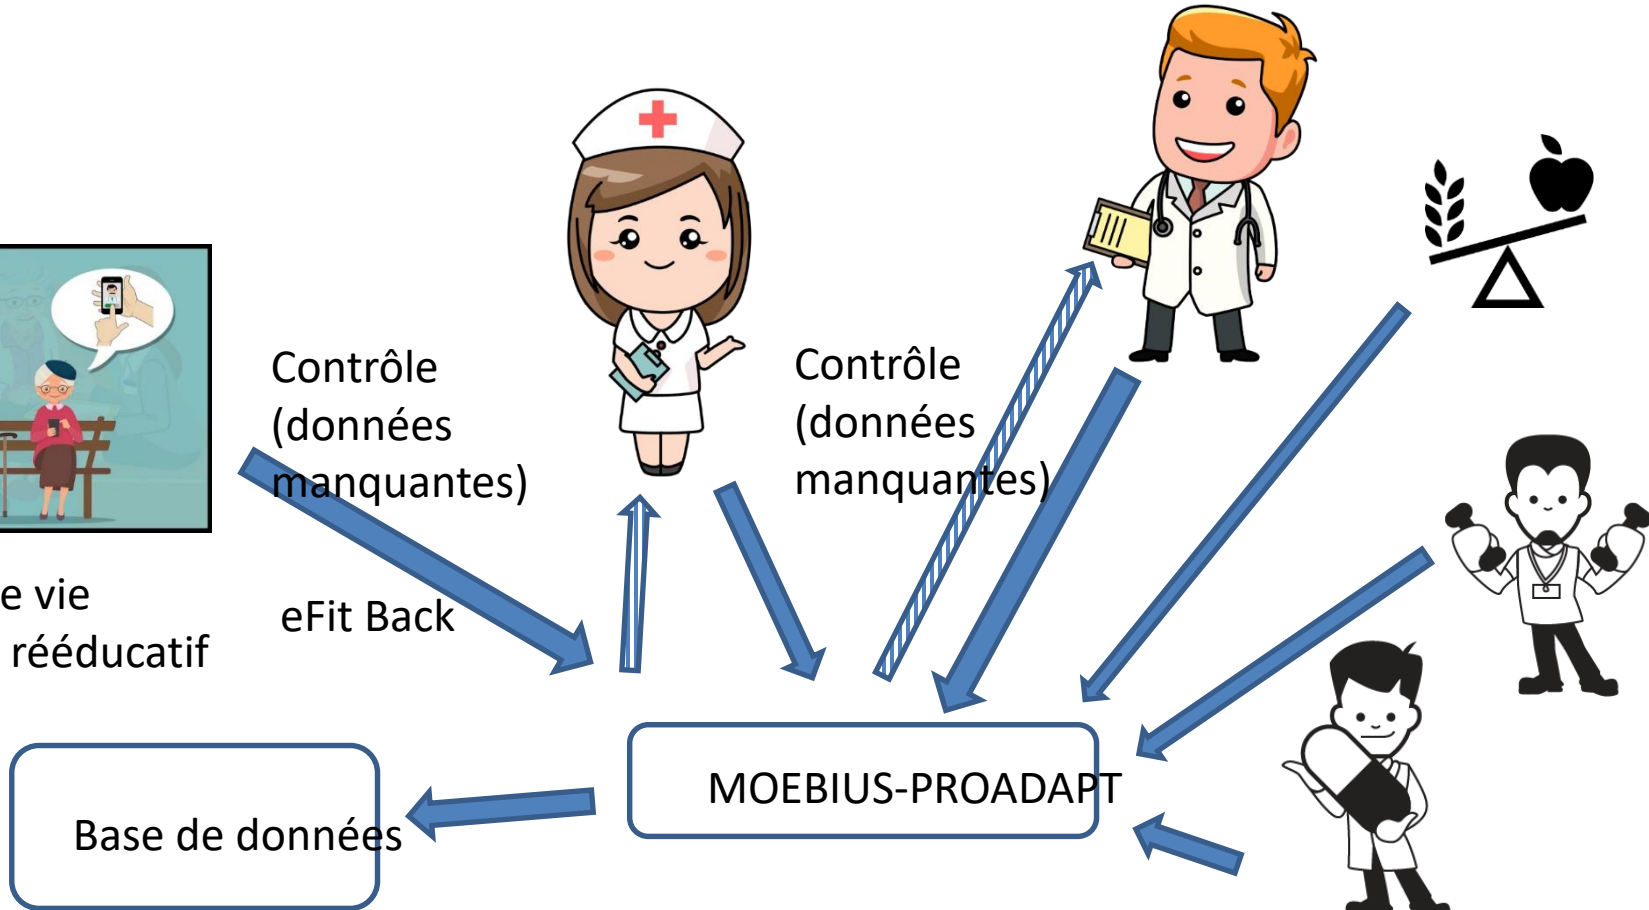 Contrôle
(données
manquantes)
Contrôle
(données
manquantes)
eFit Back
e vie
rééducatif
MOEBIUS-PROADAPT
Base de données